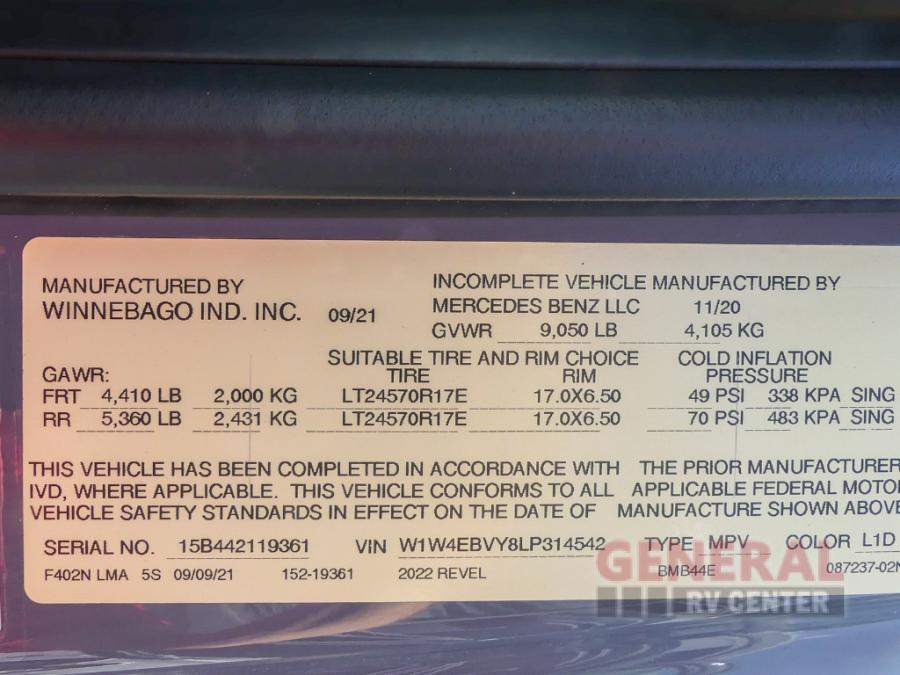 MANUFACTURED BY
WINNEBAGO IND. INC. 09/21
INCOMPLETE VEHICLE MANUFACTURED BY
MERCEDES BENZ LLC 11/20
GVWR 9,050 LB 4,105 KG
GAWR: SUITABLE TIRE AND RIM CHOICE COLD INFLATION
TIRE RIM PRESSURE
FRT 4,410 LB 2,000 KG LT24570R17E 17.0X6.50 49 PSI 338 KPA SING
RR 5,360 LB 2,431 KG LT24570R17E 17.0X6.50 70 PSI 483 KPA SING
THIS VEHICLE HAS BEEN COMPLETED IN ACCORDANCE WITH THE PRIOR MANUFACTURER
IVD, WHERE APPLICABLE. THIS VEHICLE CONFORMS TO ALL APPLICABLE FEDERAL MOTO
VEHICLE SAFETY STANDARDS IN EFFECT ON THE DATE OF MANUFACTURE SHOWN ABOVE
SERIAL NO. 15B442119361 VIN W1W4EBVY8LP314542 TYPE MPV COLOR L1D
F402N LMA 5S 09/09/21 152-19361 2022 REVEL BMB44E 087237-02N
GENERAL
RV CENTER